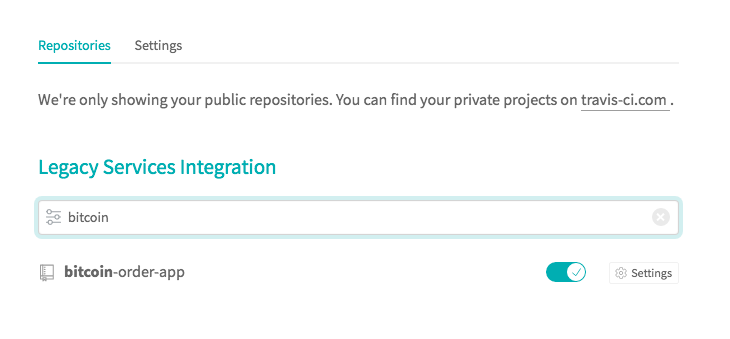 Repositories Settings
We're only showing your public repositories. You can find your private projects on travis-ci.com .
Legacy Services Integration
bitcoin
bitcoin-order-app Settings